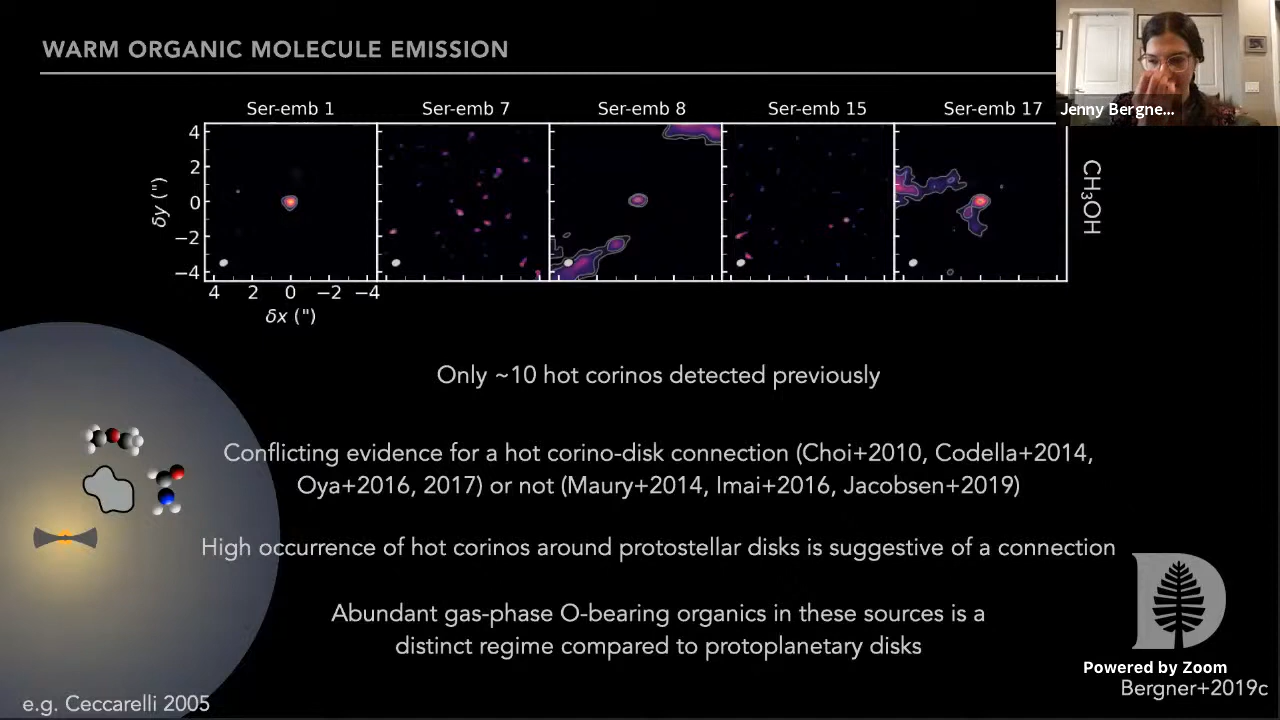 WARM ORGANIC MOLECULE EMISSION
Jenny Bergne...
Ser-emb 1
Ser-emb 7
Ser-emb 8
Ser-emb 15
Ser-emb 17
4
2
0
−2
−4
δy (")
CH₃OH
4
2
0
−2
−4
δx (")
Only ~10 hot corinos detected previously
Conflicting evidence for a hot corino-disk connection (Choi+2010, Codella+2014,
Oya+2016, 2017) or not (Maury+2014, Imai+2016, Jacobsen+2019)
High occurrence of hot corinos around protostellar disks is suggestive of a connection
Abundant gas-phase O-bearing organics in these sources is a
distinct regime compared to protoplanetary disks
Powered by Zoom
Bergner+2019c
e.g. Ceccarelli 2005